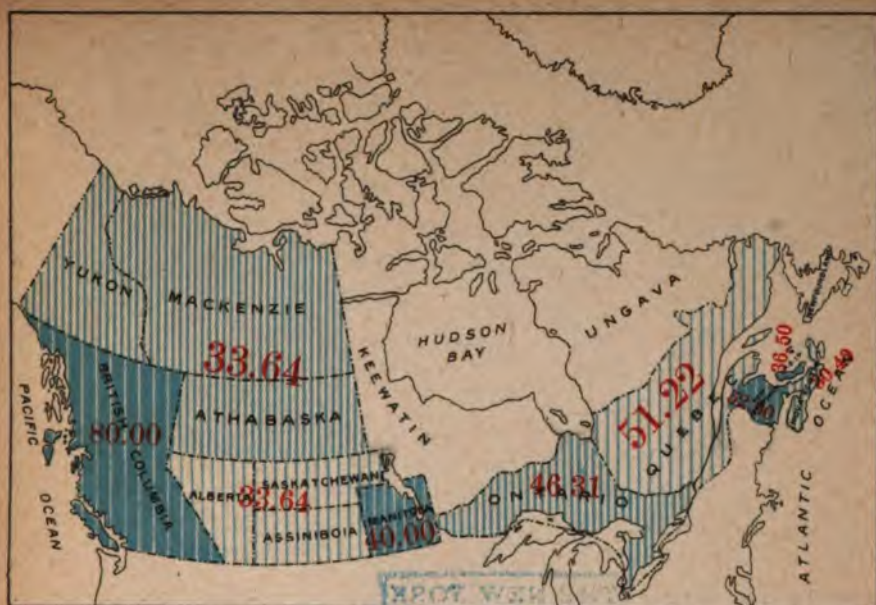 YUKON
MACKENZIE
33.64
KEEWATIN
HUDSON
BAY
UNGAVA
36.50
PACIFIC
OCEAN
BRITISH COLUMBIA
80.00
ATHABASKA
51.22
QUEBEC
OCEAN
ATLANTIC
ALBERTA
SASKATCHEWAN
33.64
ASSINIBOIA
MANITOBA
40.00
ONTARIO
46.31